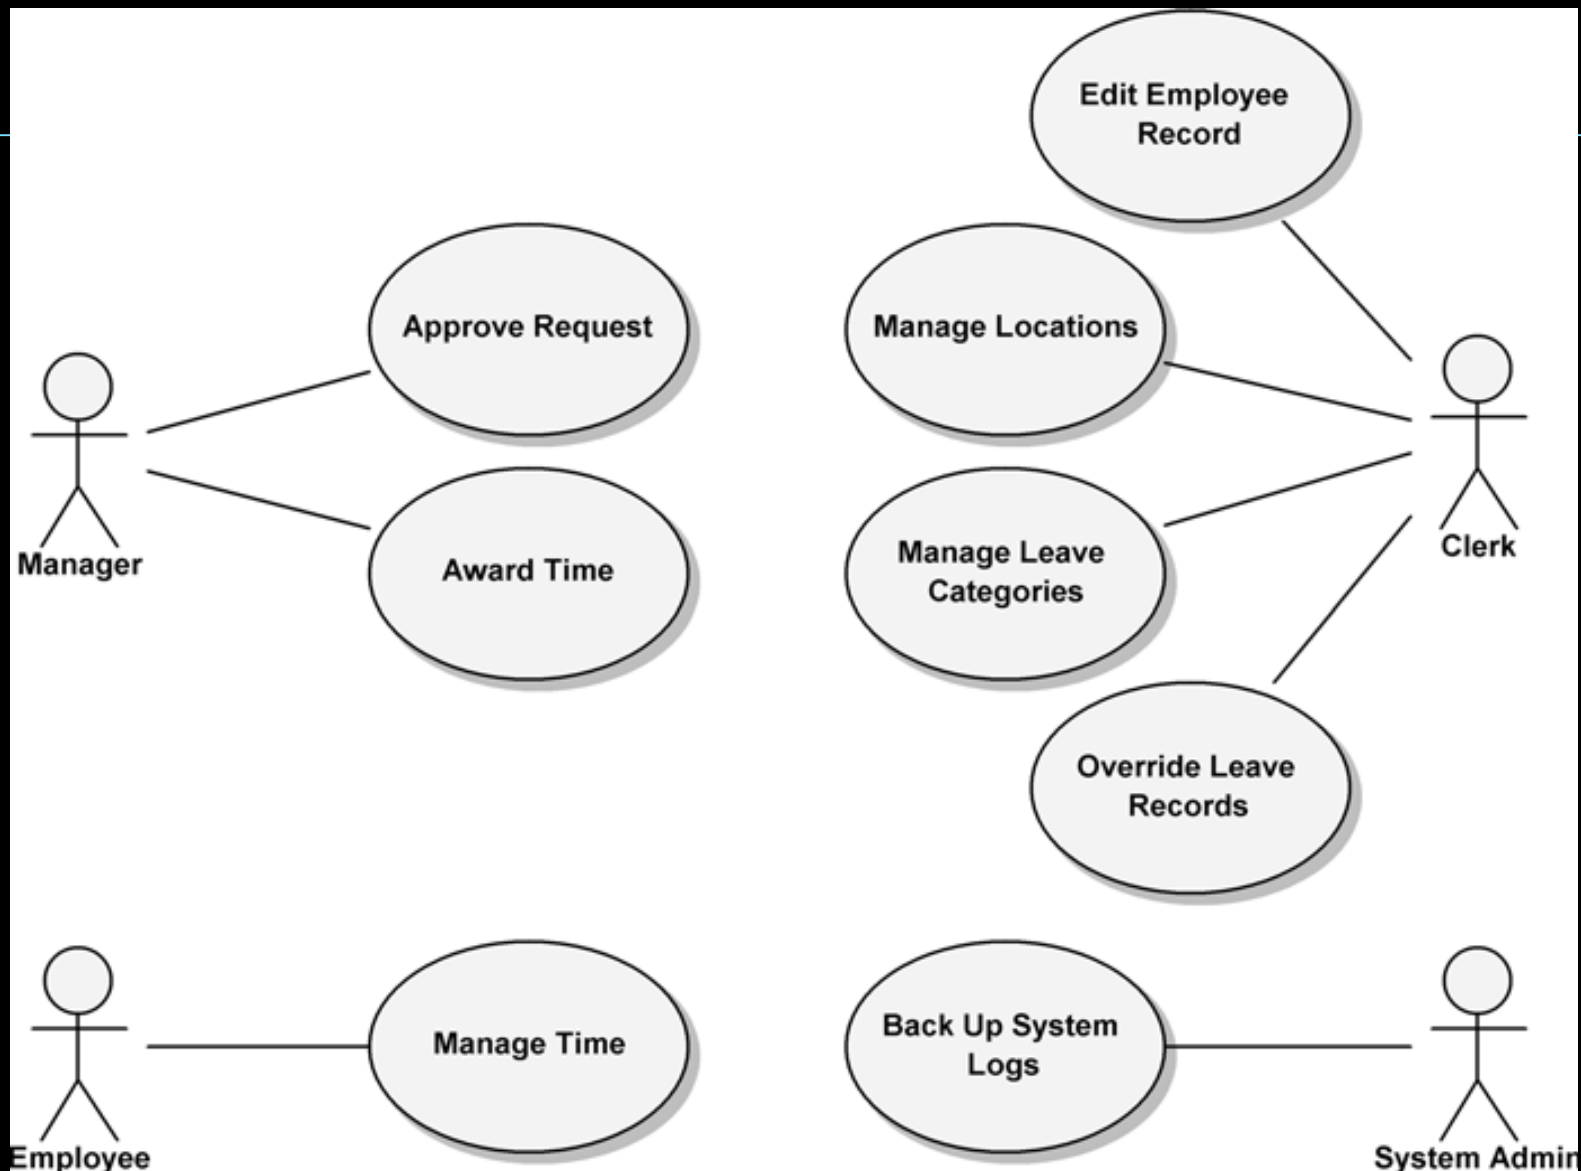 Edit Employee
Record
Approve Request
Manage Locations
Manager
Award Time
Manage Leave
Categories
Clerk
Override Leave
Records
Manage Time
Back Up System
Logs
Employee
System Admin